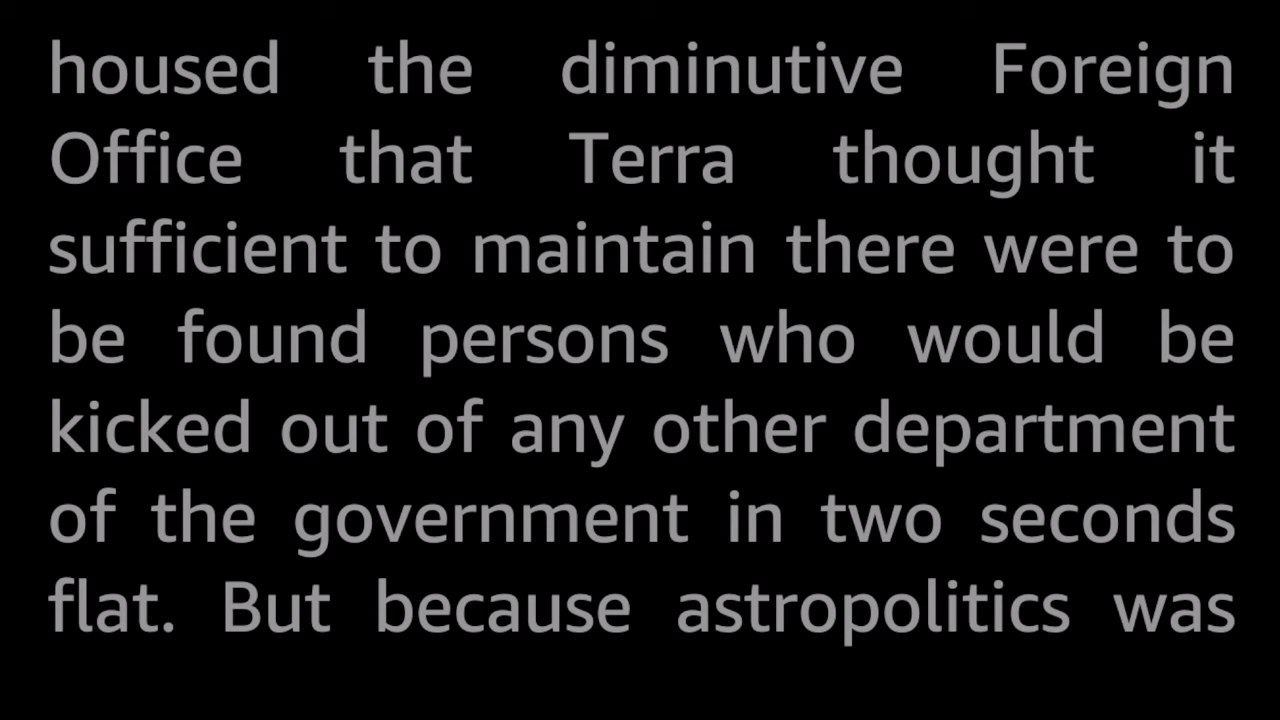 housed the diminutive Foreign
Office that Terra thought it
sufficient to maintain there were to
be found persons who would be
kicked out of any other department
of the government in two seconds
flat. But because astropolitics was